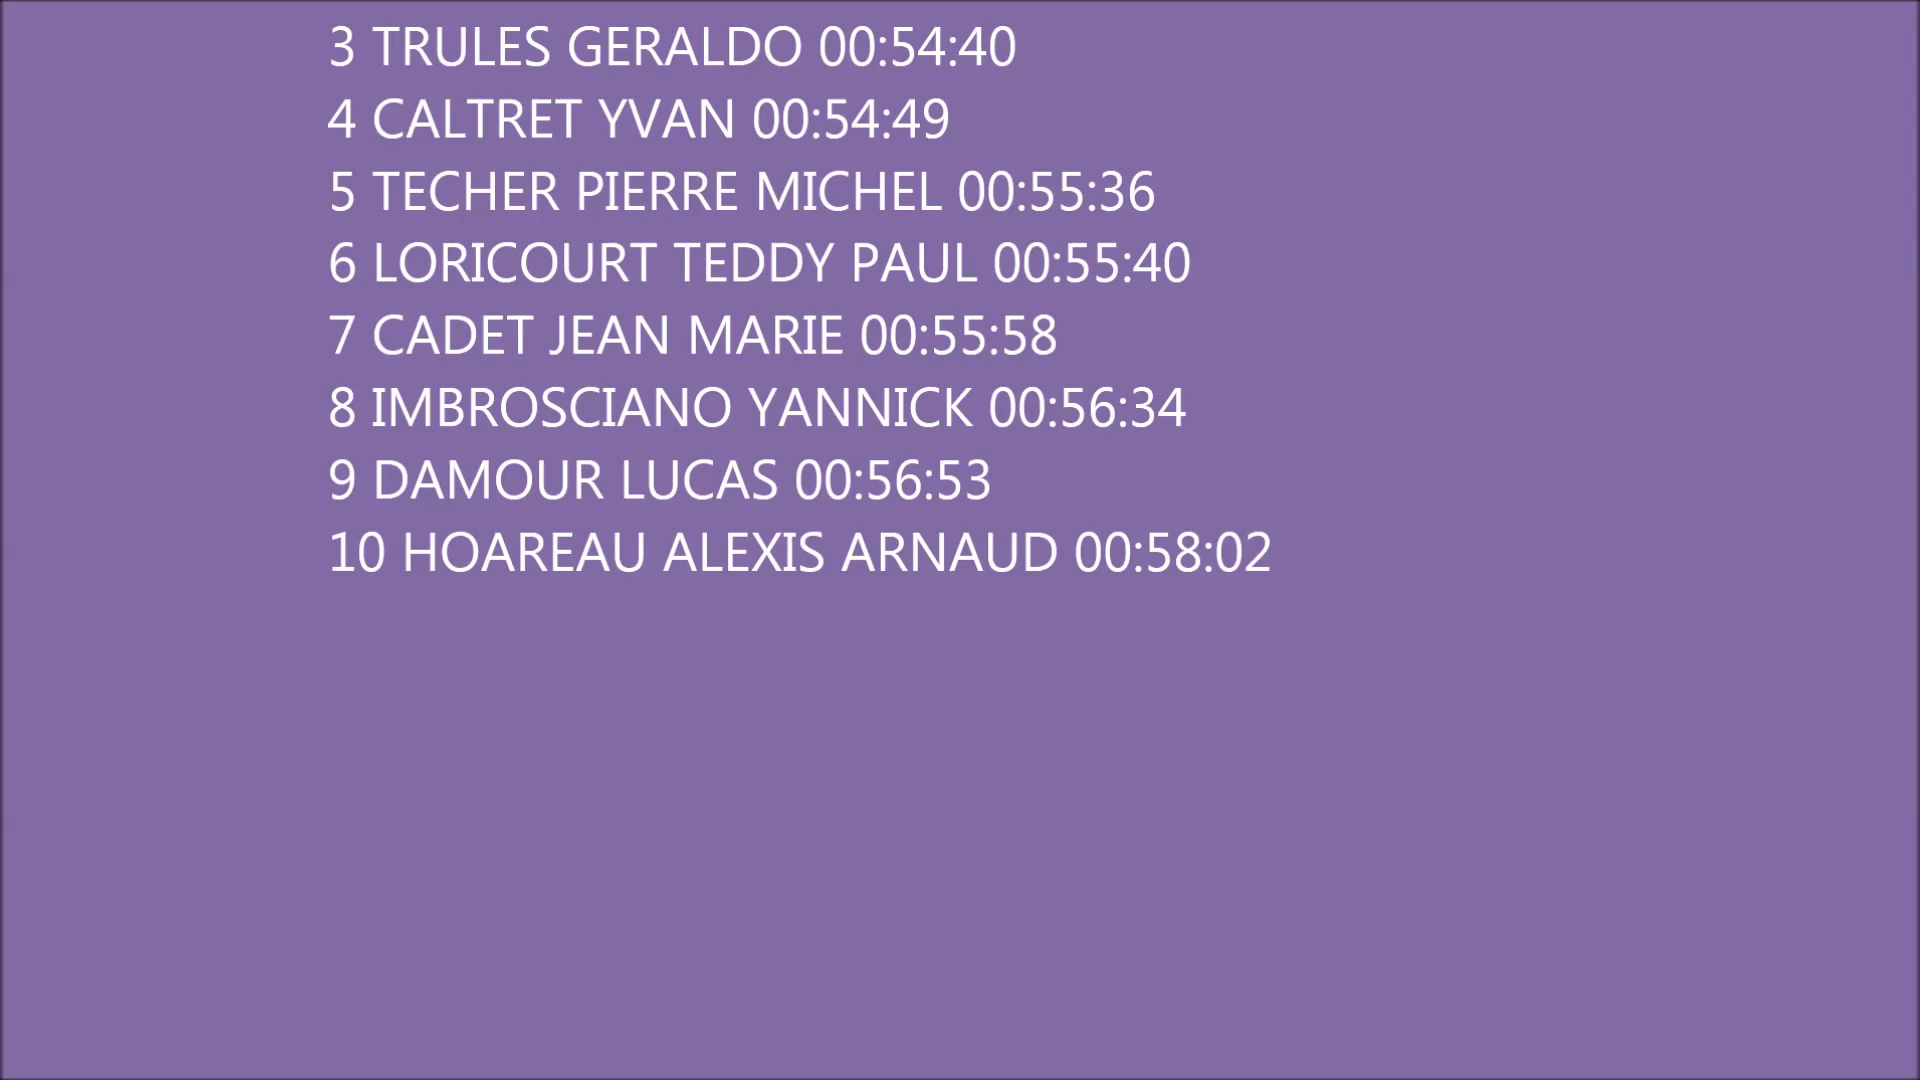 3 TRULES GERALDO 00:54:40
4 CALTRET YVAN 00:54:49
5 TECHER PIERRE MICHEL 00:55:36
6 LORICOURT TEDDY PAUL 00:55:40
7 CADET JEAN MARIE 00:55:58
8 IMBROSCIANO YANNICK 00:56:34
9 DAMOUR LUCAS 00:56:53
10 HOAREAU ALEXIS ARNAUD 00:58:02